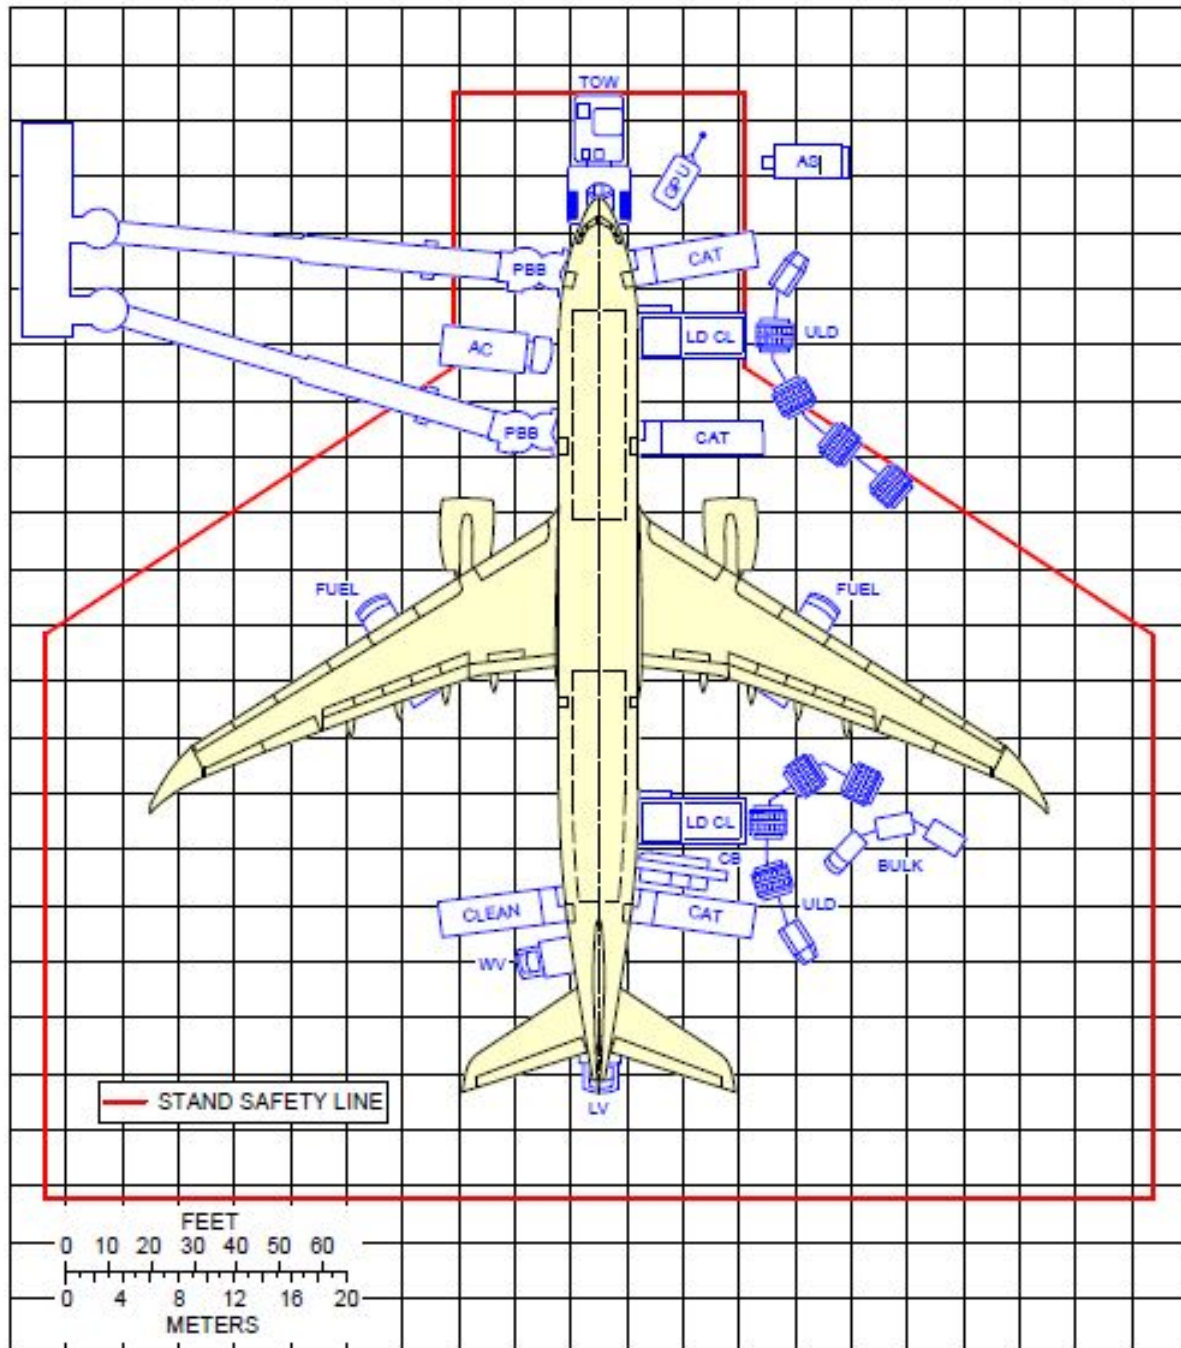 TOW
GPU
AS
PBB
CAT
AC
LD CL
ULD
PBB
CAT
FUEL
FUEL
LD CL
CB
BULK
CLEAN
CAT
ULD
WV
LV
STAND SAFETY LINE
FEET
0 10 20 30 40 50 60
0 4 8 12 16 20
METERS